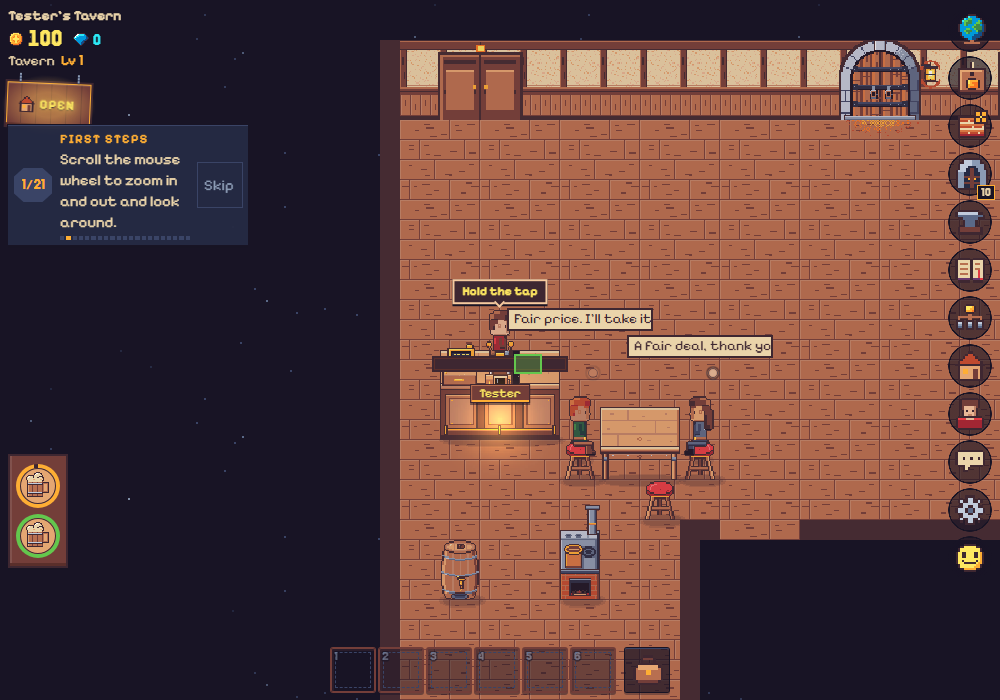 Tester's Tavern
100 0
Tavern Lv 1
OPEN
FIRST STEPS
1/21
Scroll the mouse
wheel to zoom in
and out and look
around.
Skip
10
Hold the tap
Fair price. I'll take it
A fair deal, thank yo
Tester
1 2 3 4 5 6